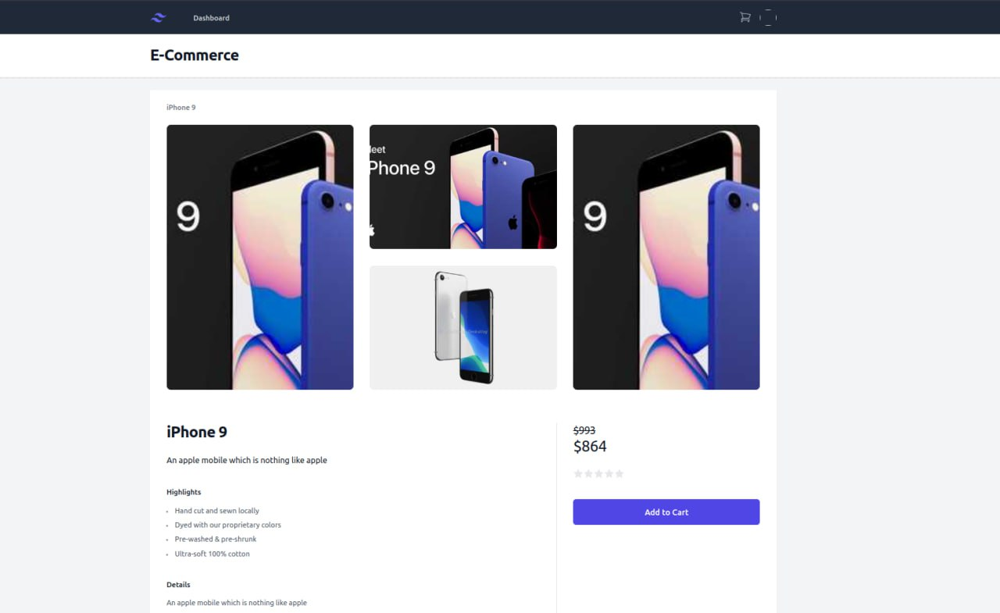 Dashboard
E-Commerce
iPhone 9
9
leet
Phone 9
9
iPhone 9
An apple mobile which is nothing like apple
Highlights
Hand cut and sewn locally
Dyed with our proprietary colors
Pre-washed & pre-shrunk
Ultra-soft 100% cotton
Details
An apple mobile which is nothing like apple
$993
$864
Add to Cart